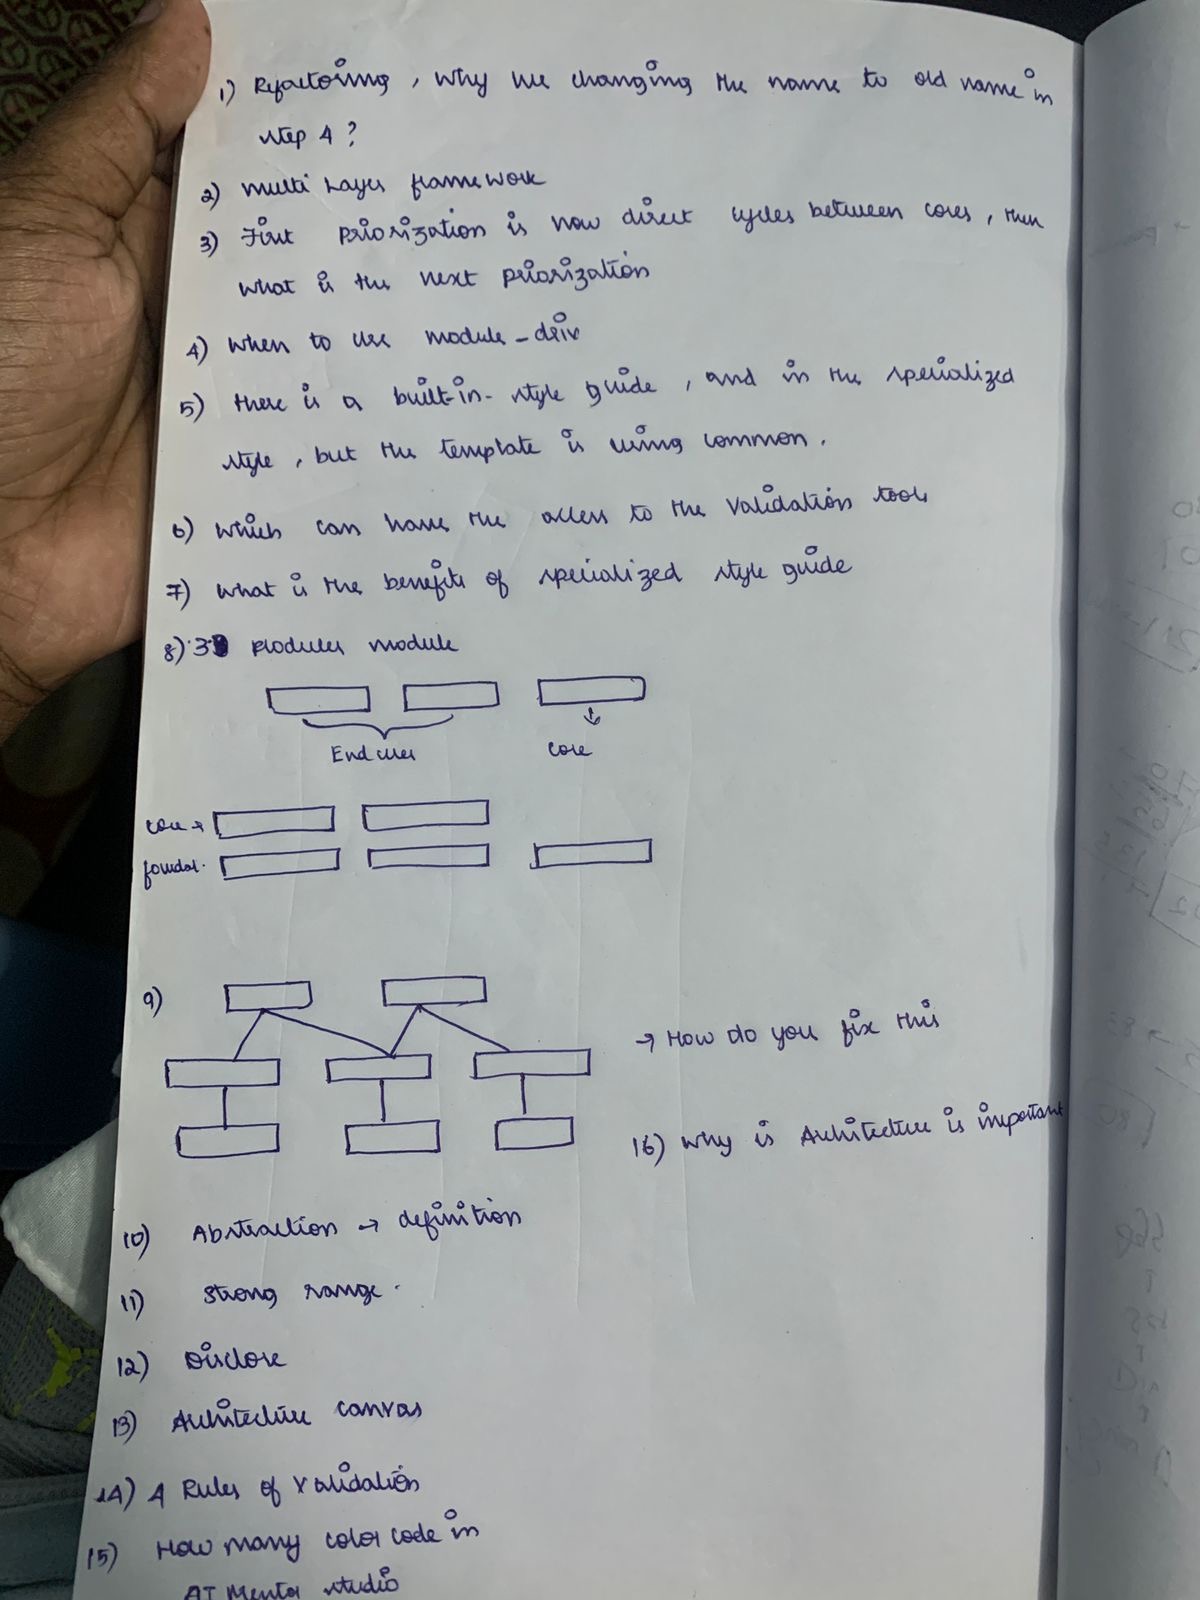 1) Refactoring, why we changing the name to old name in
step 4?
2) Multi Layer framework
3) First priorization is now direct cycles between cores, then
what is the next priorization
4) When to use module-driv
5) there is a built-in-style guide, and in the specialized
style, but the template is using common.
6) which can have the access to the validation tools
7) what is the benefits of specialized style guide
8) 3 producer module
End user core
core →
foundat.
9)
→ How do you fix this
16) Why is Architecture is important
10) Abstraction → definition
11) Strong range.
12) Disclose
13) Architecture canvas
14) 4 Rules of validation
15) How many color code in
AI Mentor studio